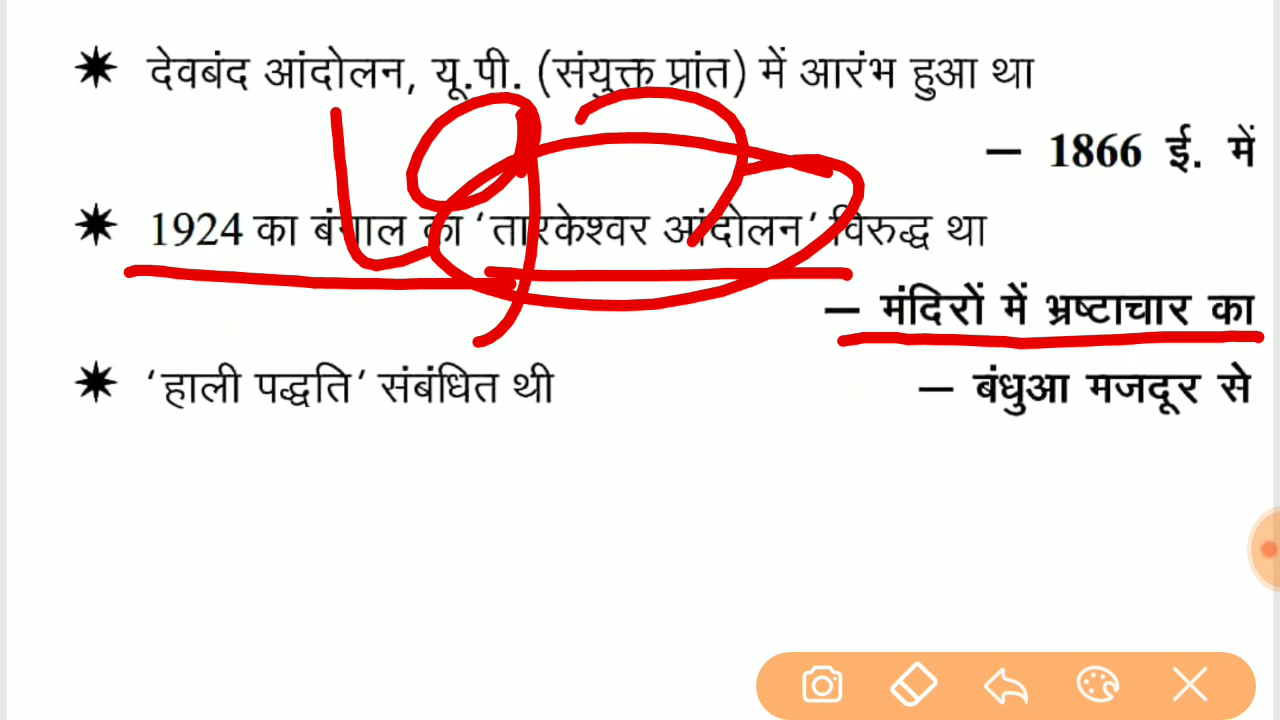 ✷ देवबंद आंदोलन, यू.पी. (संयुक्त प्रांत) में आरंभ हुआ था
— 1866 ई. में
✷ 1924 का बंगाल का ‘तारकेश्वर आंदोलन’ विरुद्ध था
— मंदिरों में भ्रष्टाचार का
✷ ‘हाली पद्धति’ संबंधित थी — बंधुआ मजदूर से